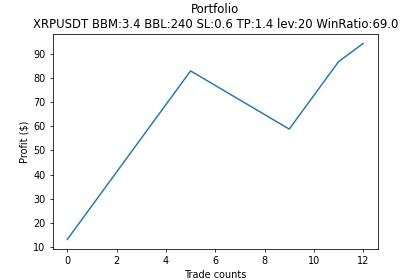 Portfolio
XRPUSDT BBM:3.4 BBL:240 SL:0.6 TP:1.4 lev:20 WinRatio:69.0
90
80
70
60
50
40
30
20
10
Profit ($)
0 2 4 6 8 10 12
Trade counts